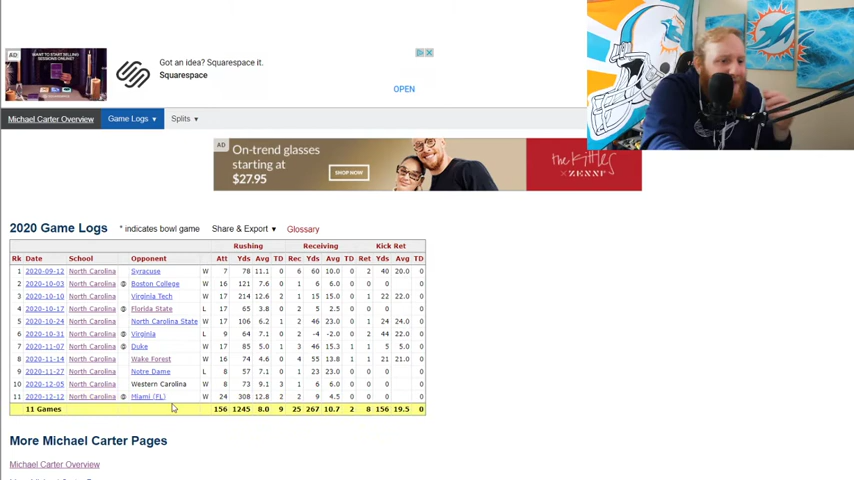 AD
Got an idea? Squarespace it.
Squarespace
OPEN
Michael Carter Overview Game Logs ▼ Splits ▼
AD
On-trend glasses
starting at
$27.95
SHOP NOW
the Kittles
x ZENNI
2020 Game Logs * indicates bowl game Share & Export ▼ Glossary
Rushing Receiving Kick Ret
Rk Date School Opponent Att Yds Avg TD Rec Yds Avg TD Ret Yds Avg TD
1 2020-09-12 North Carolina Syracuse W 7 78 11.1 0 6 60 10.0 0 2 40 20.0 0
2 2020-10-03 North Carolina @ Boston College W 16 121 7.6 0 1 6 6.0 0 0 0 0
3 2020-10-10 North Carolina Virginia Tech W 17 214 12.6 2 1 15 15.0 0 1 22 22.0 0
4 2020-10-17 North Carolina @ Florida State L 17 65 3.8 0 2 5 2.5 0 0 0 0
5 2020-10-24 North Carolina North Carolina State W 17 106 6.2 1 2 46 23.0 0 1 24 24.0 0
6 2020-10-31 North Carolina @ Virginia L 9 64 7.1 0 2 -4 -2.0 0 2 44 22.0 0
7 2020-11-07 North Carolina @ Duke W 17 85 5.0 1 3 46 15.3 1 1 5 5.0 0
8 2020-11-14 North Carolina Wake Forest W 16 74 4.6 0 4 55 13.8 1 1 21 21.0 0
9 2020-11-27 North Carolina Notre Dame L 8 57 7.1 0 1 23 23.0 0 0 0 0
10 2020-12-05 North Carolina Western Carolina W 8 73 9.1 3 1 6 6.0 0 0 0 0
11 2020-12-12 North Carolina @ Miami (FL) W 24 308 12.8 2 2 9 4.5 0 0 0 0
11 Games 156 1245 8.0 9 25 267 10.7 2 8 156 19.5 0
More Michael Carter Pages
Michael Carter Overview